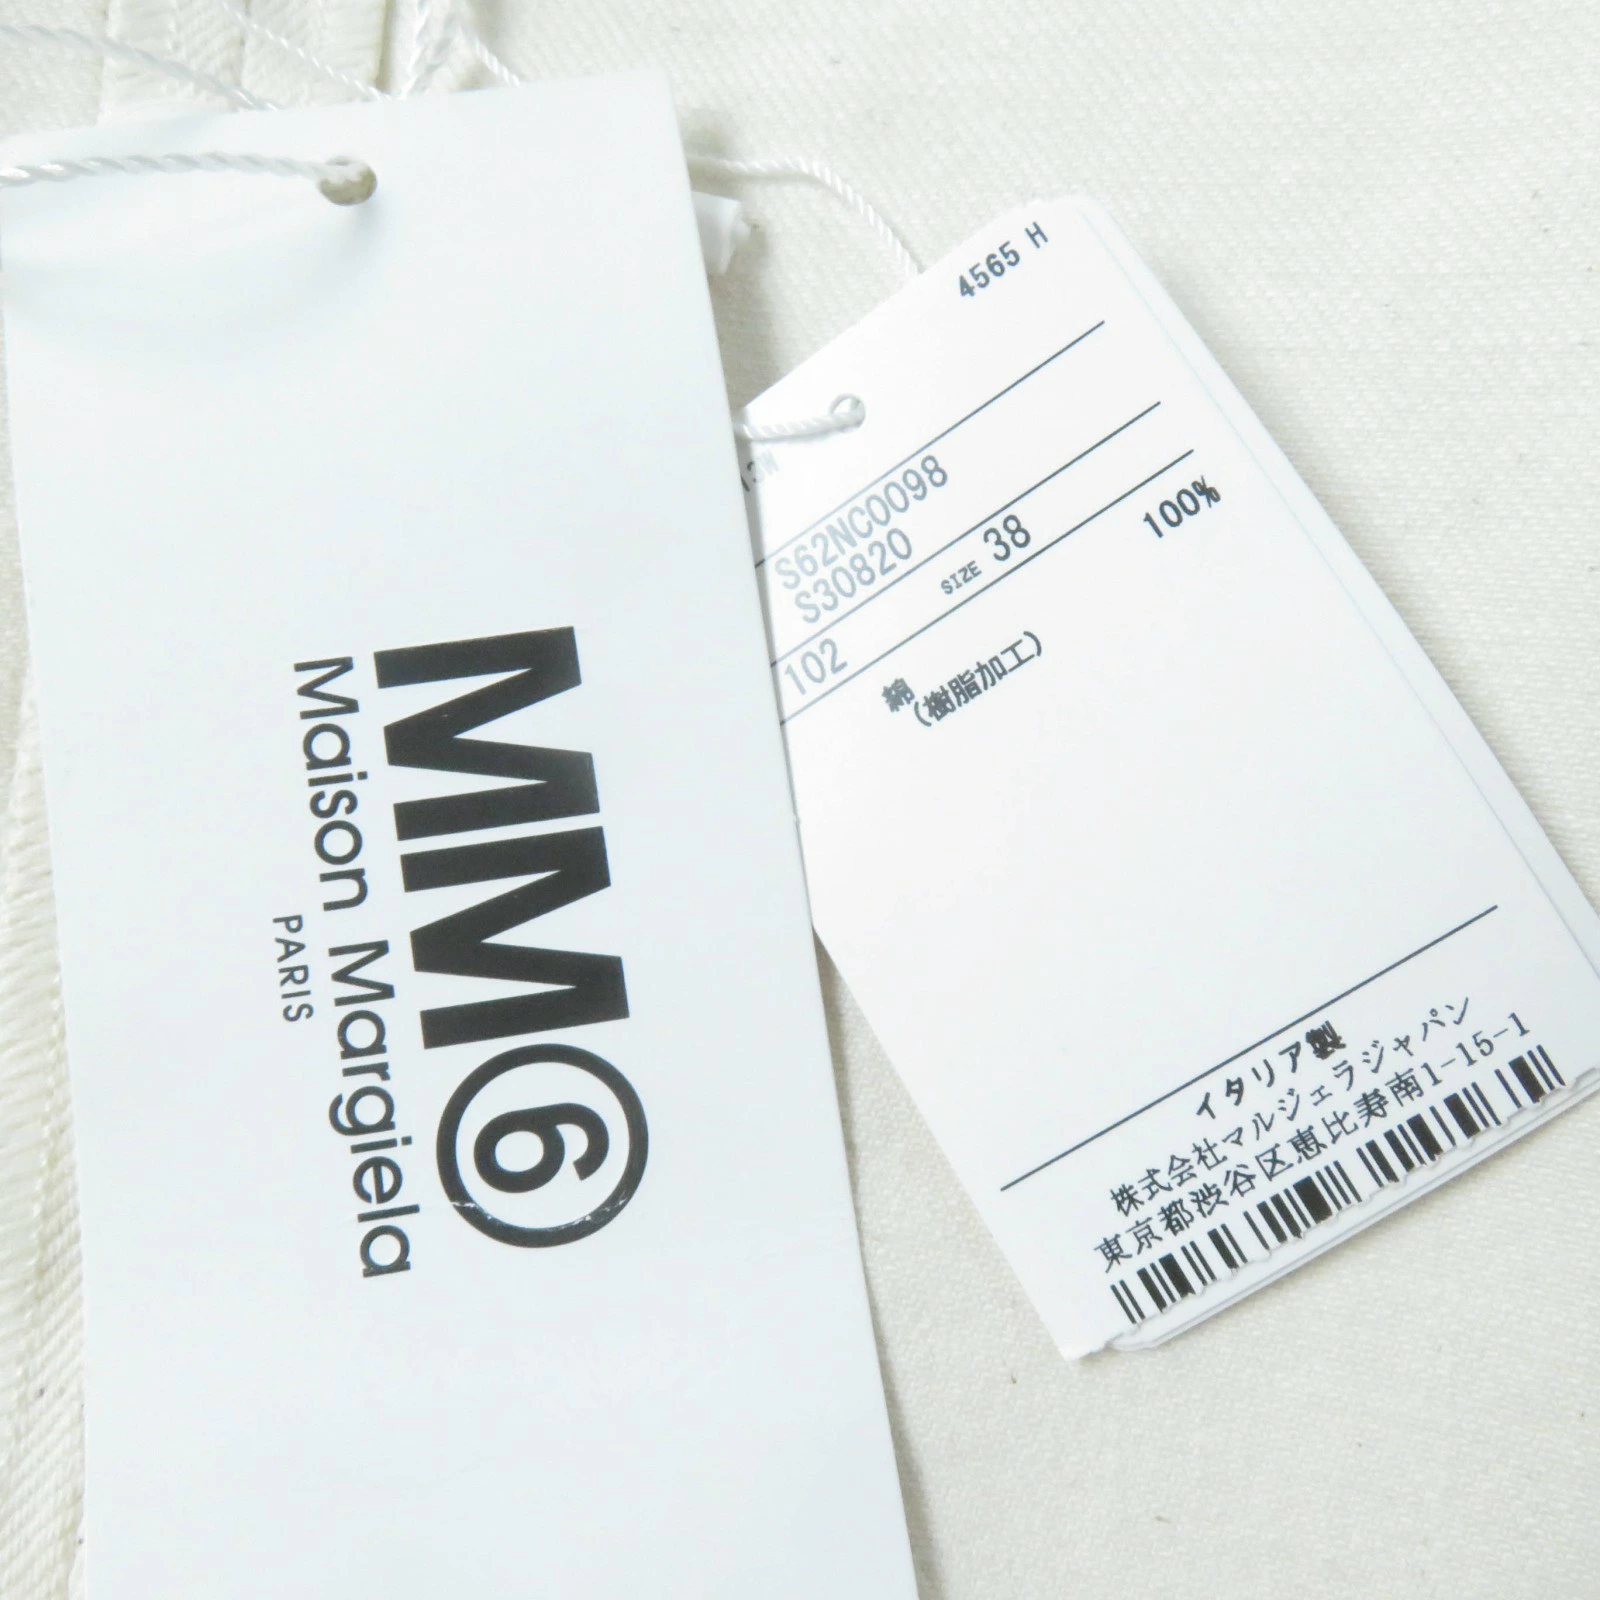 MM6
Maison Margiela
PARIS
4565 H
13W
S62NC0098
S30820
102 SIZE 38
綿 100%
(樹脂加工)
イタリア製
株式会社マルジェラジャパン
東京都渋谷区恵比寿南1-15-1